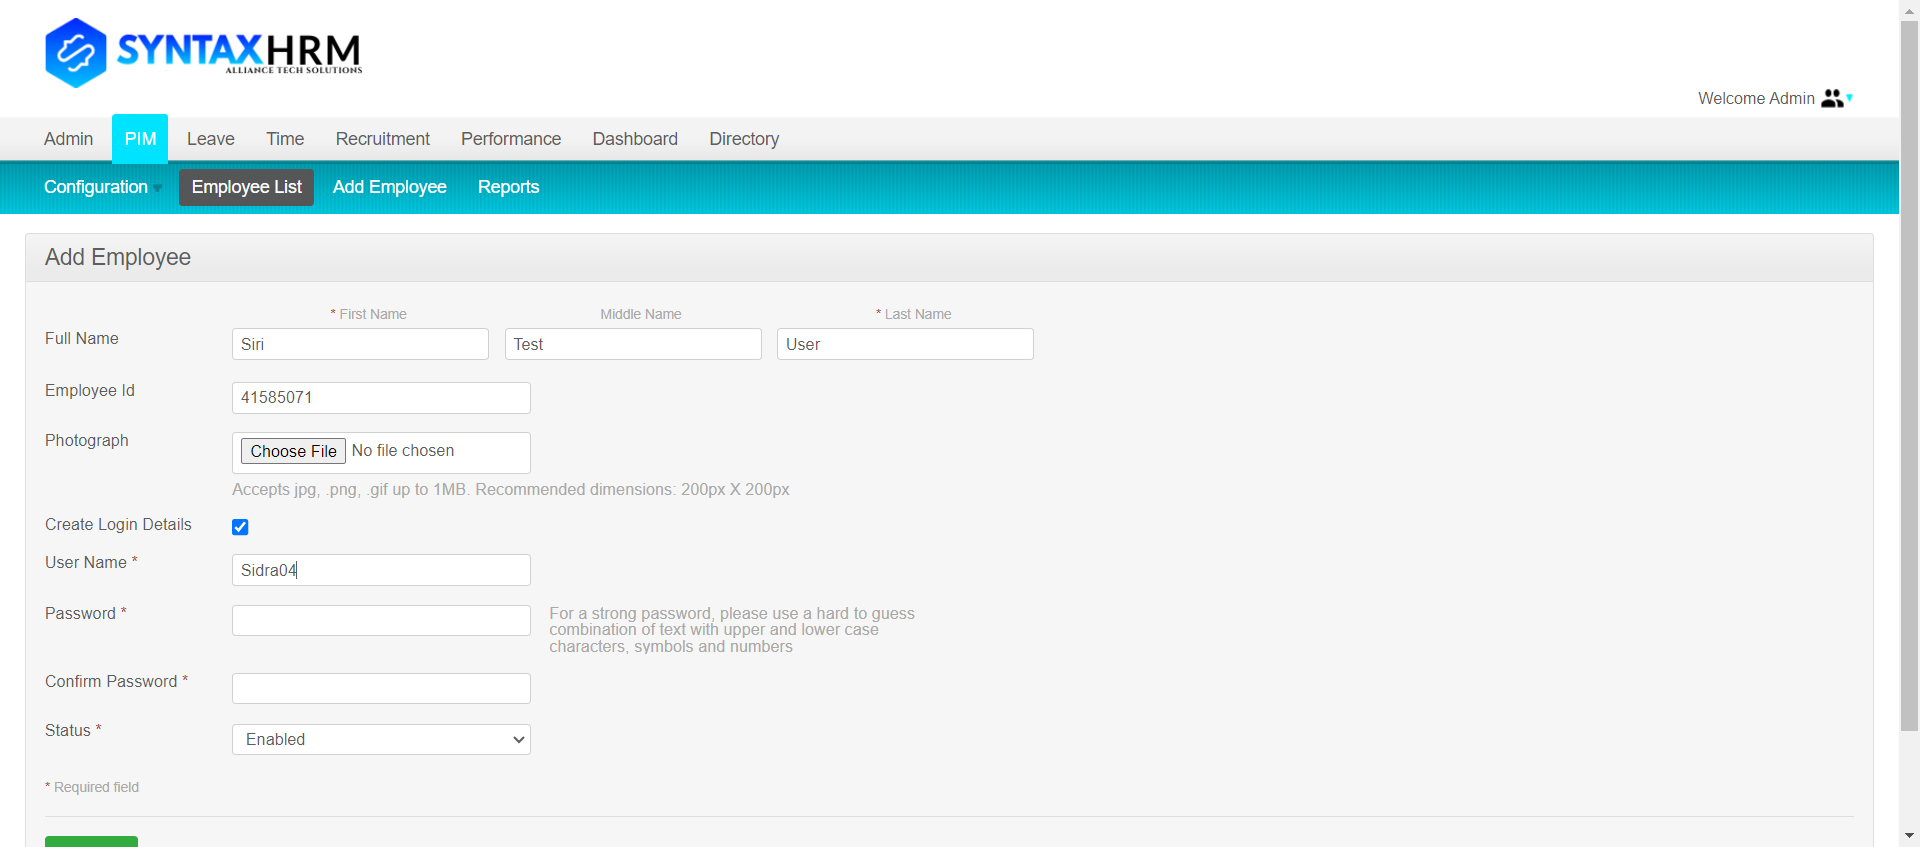 SYNTAXHRM
ALLIANCE TECH SOLUTIONS
Welcome Admin
Admin PIM Leave Time Recruitment Performance Dashboard Directory
Configuration Employee List Add Employee Reports
Add Employee
* First Name Middle Name * Last Name
Full Name Siri Test User
Employee Id 41585071
Photograph Choose File No file chosen
Accepts jpg, .png, .gif up to 1MB. Recommended dimensions: 200px X 200px
Create Login Details
User Name * Sidra04
Password * For a strong password, please use a hard to guess
combination of text with upper and lower case
characters, symbols and numbers
Confirm Password *
Status * Enabled
* Required field